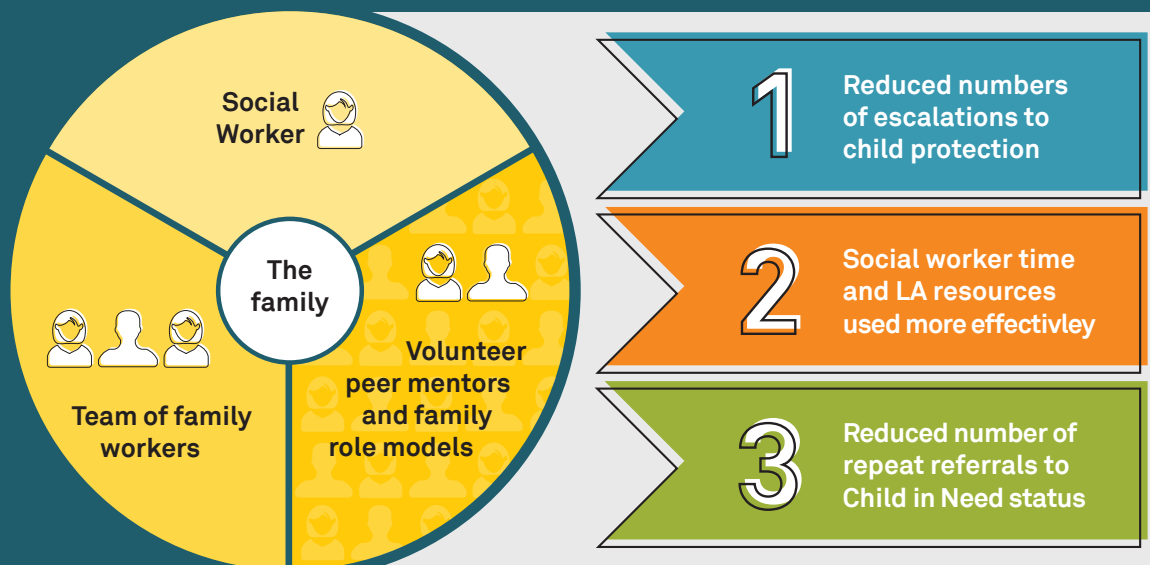 Social
Worker
The
family
Team of family
workers
Volunteer
peer mentors
and family
role models
1
Reduced numbers
of escalations to
child protection
2
Social worker time
and LA resources
used more effectivley
3
Reduced number of
repeat referrals to
Child in Need status